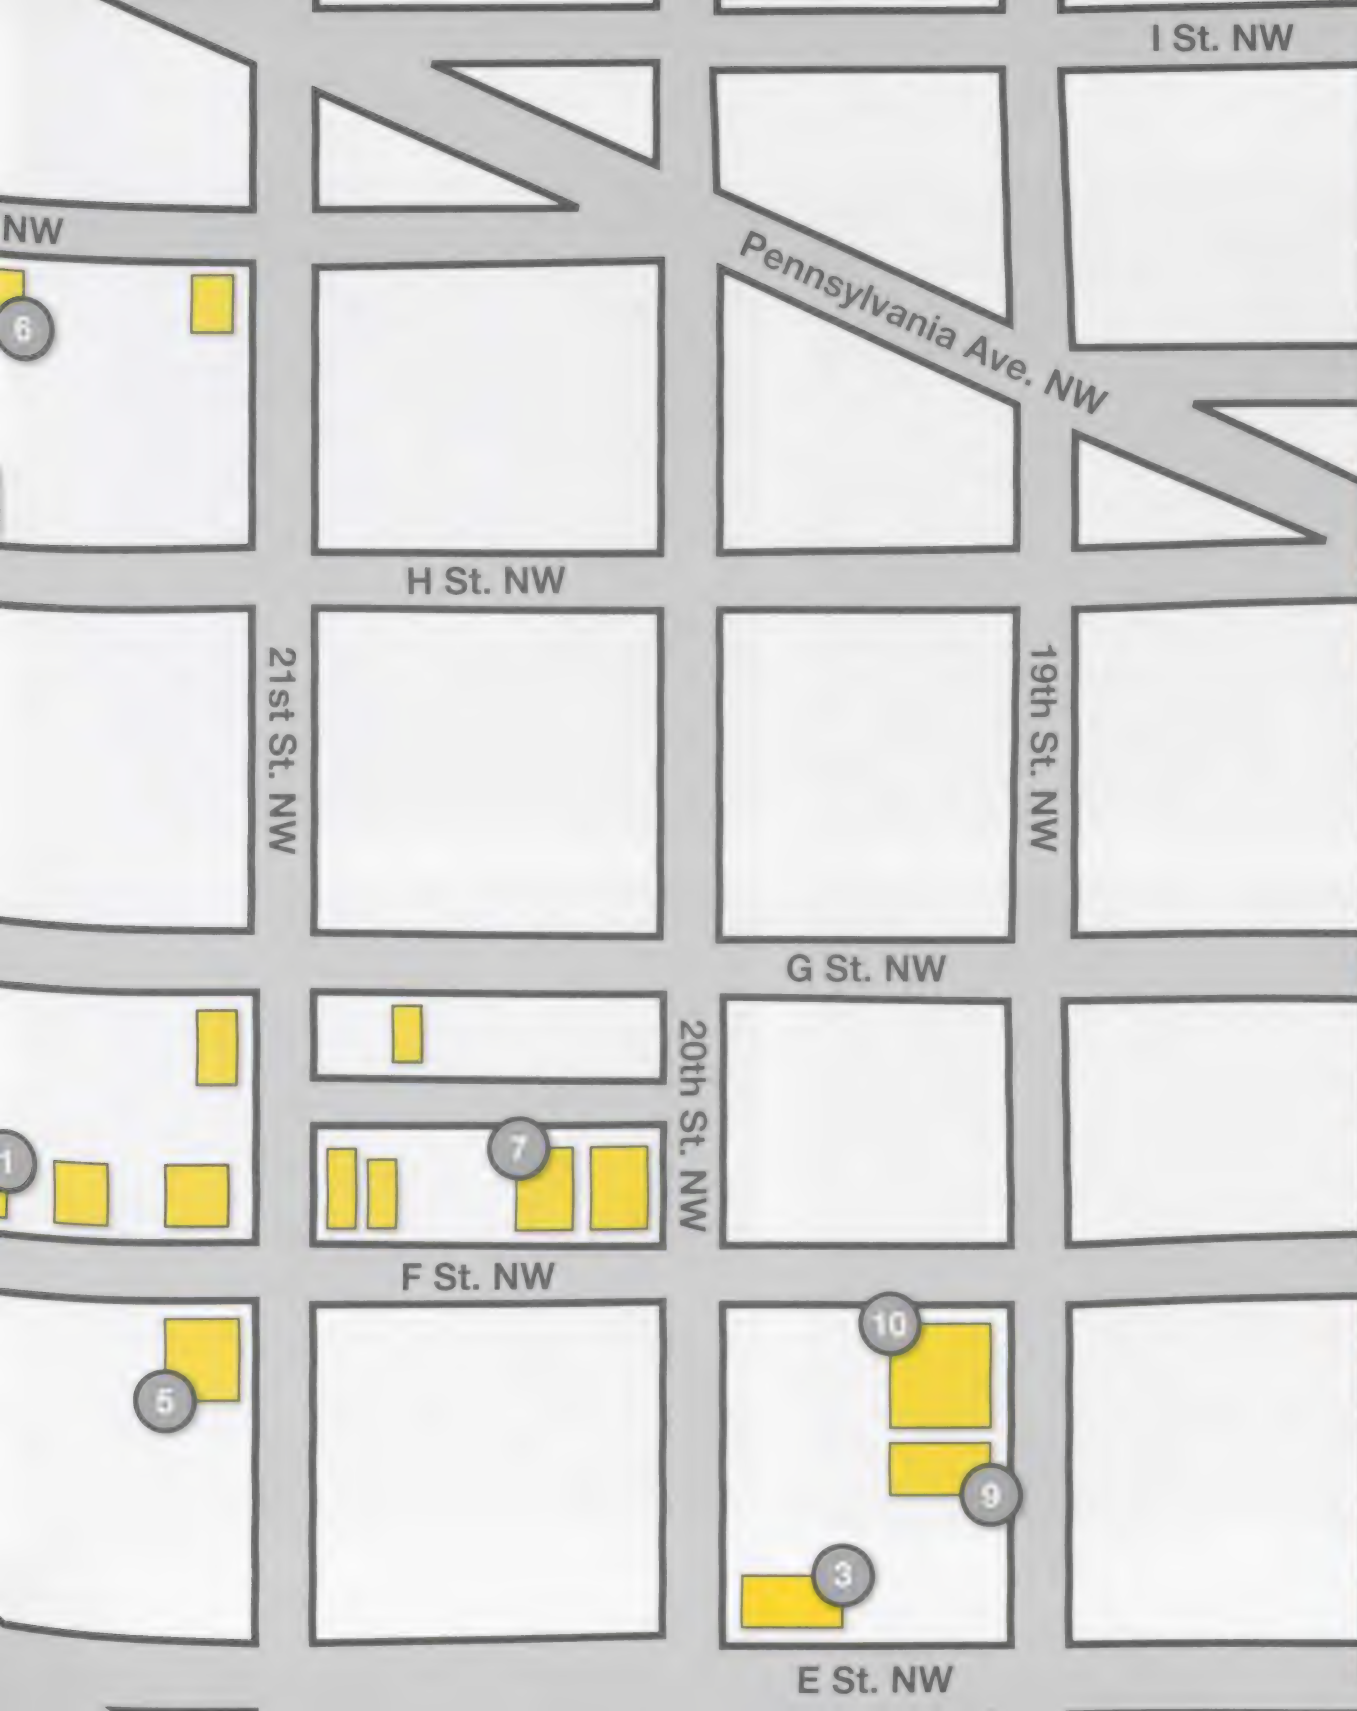 I St. NW
NW
6
Pennsylvania Ave. NW
H St. NW
21st St. NW
19th St. NW
G St. NW
20th St. NW
1
7
F St. NW
10
5
9
3
E St. NW